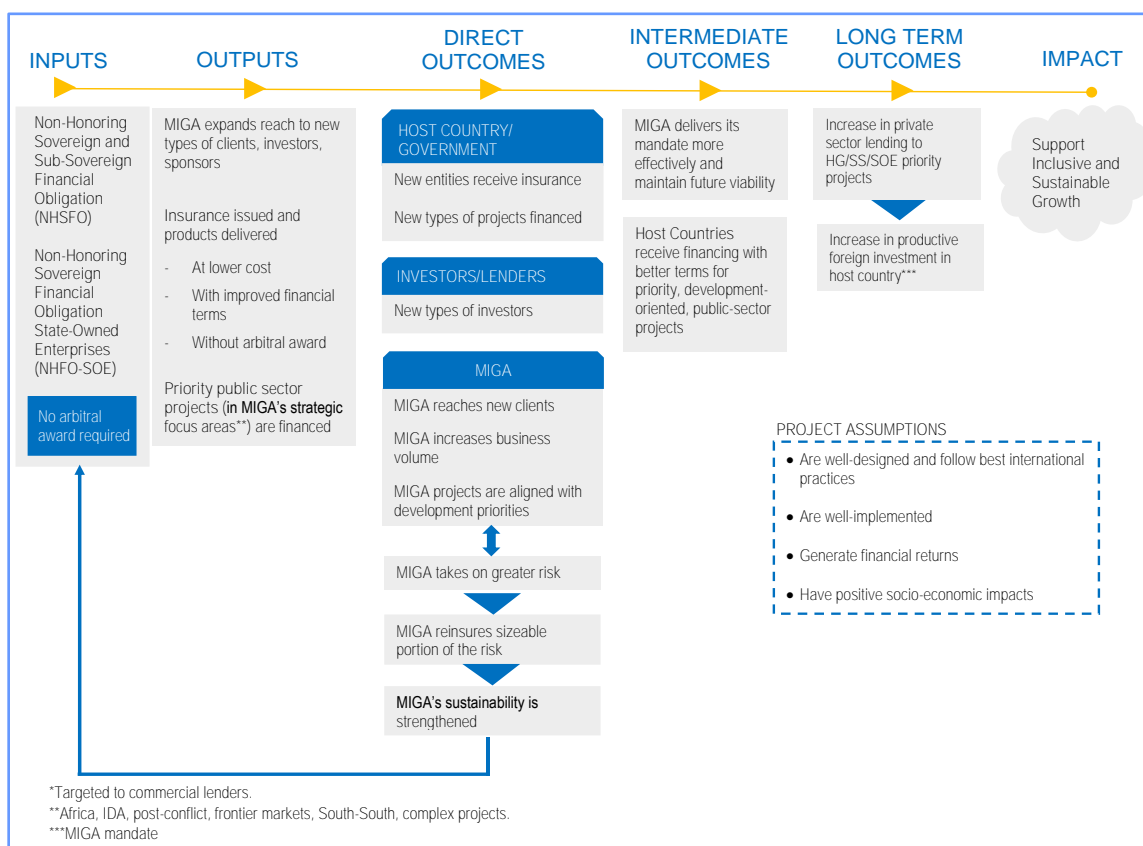 INPUTS
OUTPUTS
DIRECT
OUTCOMES
INTERMEDIATE
OUTCOMES
LONG TERM
OUTCOMES
IMPACT
Non-Honoring
Sovereign and
Sub-Sovereign
Financial
Obligation
(NHSFO)
Non-Honoring
Sovereign
Financial
Obligation
State-Owned
Enterprises
(NHFO-SOE)
No arbitral
award required
MIGA expands reach to new
types of clients, investors,
sponsors
Insurance issued and
products delivered
- At lower cost
- With improved financial
terms
- Without arbitral award
Priority public sector
projects (in MIGA's strategic
focus areas**) are financed
HOST COUNTRY/
GOVERNMENT
New entities receive insurance
New types of projects financed
INVESTORS/LENDERS
New types of investors
MIGA
MIGA reaches new clients
MIGA increases business
volume
MIGA projects are aligned with
development priorities
MIGA takes on greater risk
MIGA reinsures sizeable
portion of the risk
MIGA's sustainability is
strengthened
MIGA delivers its
mandate more
effectively and
maintain future viability
Host Countries
receive financing with
better terms for
priority, development-
oriented, public-sector
projects
Increase in private
sector lending to
HG/SS/SOE priority
projects
Increase in productive
foreign investment in
host country***
Support
Inclusive and
Sustainable
Growth
PROJECT ASSUMPTIONS
• Are well-designed and follow best international
practices
• Are well-implemented
• Generate financial returns
• Have positive socio-economic impacts
*Targeted to commercial lenders.
**Africa, IDA, post-conflict, frontier markets, South-South, complex projects.
***MIGA mandate